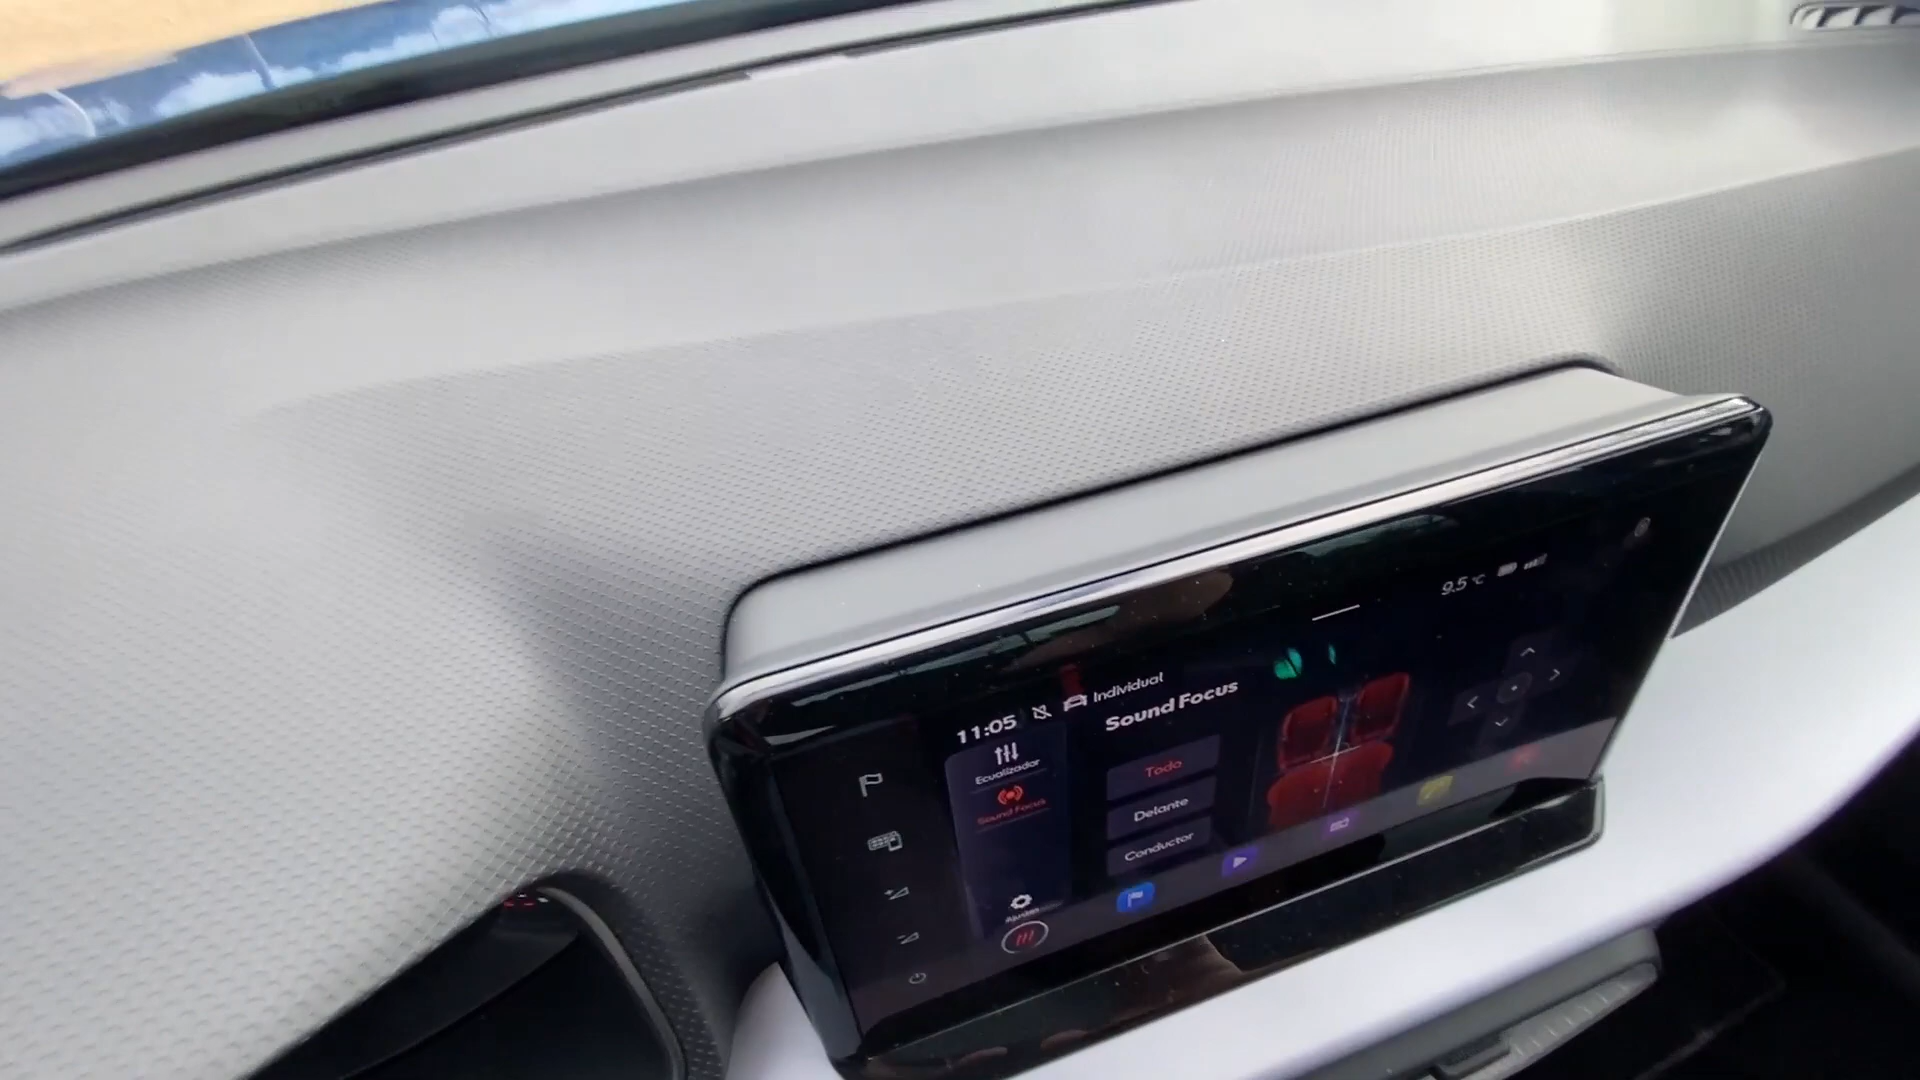 9.5 °C
11:05 Individual
Sound Focus
Ecualizador
Sound Focus
Todo
Delante
Conductor
Ajustes